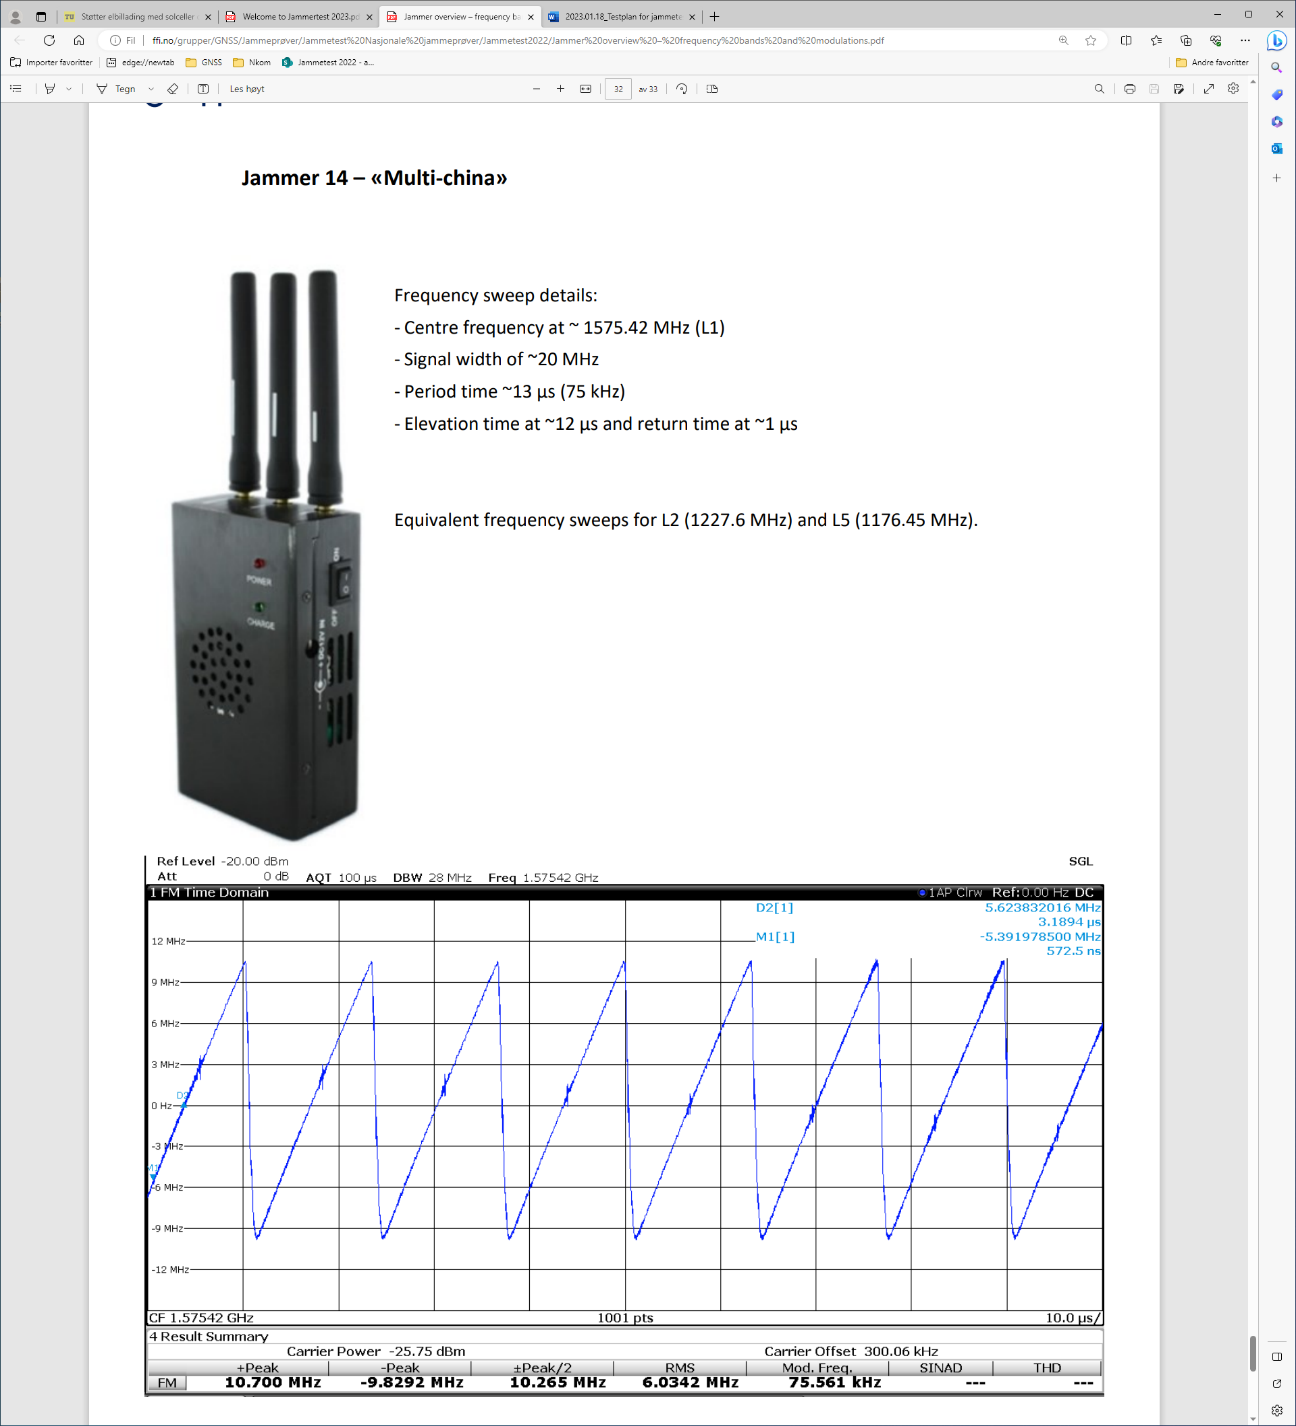 Støtter elbillading med solceller
Welcome to Jammertest 2023.pd
Jammer overview – frequency ba
2023.01.18_Testplan for jammete
Fil
ffi.no/grupper/GNSS/Jammeprøver/Jammetest%20Nasjonale%20jammeprøver/Jammetest2022/Jammer%20overview%20–%20frequency%20bands%20and%20modulations.pdf
Importer favoritter
edge://newtab
GNSS
Nkom
Jammetest 2022 - a...
Andre favoritter
Tegn
Les høyt
32
av 33
Jammer 14 – «Multi-china»
Frequency sweep details:
- Centre frequency at ~ 1575.42 MHz (L1)
- Signal width of ~20 MHz
- Period time ~13 µs (75 kHz)
- Elevation time at ~12 µs and return time at ~1 µs
Equivalent frequency sweeps for L2 (1227.6 MHz) and L5 (1176.45 MHz).
ON
POWER
OFF
CHARGE
Ref Level -20.00 dBm
SGL
Att 0 dB AQT 100 µs DBW 28 MHz Freq 1.57542 GHz
1 FM Time Domain
1AP Clrw Ref:0.00 Hz DC
D2[1] 5.623832016 MHz
3.1894 µs
M1[1] -5.391978500 MHz
572.5 ns
12 MHz
9 MHz
6 MHz
3 MHz
D2
0 Hz
-3 MHz
M1
-6 MHz
-9 MHz
-12 MHz
CF 1.57542 GHz 1001 pts 10.0 µs/
4 Result Summary
Carrier Power -25.75 dBm Carrier Offset 300.06 kHz
+Peak -Peak ±Peak/2 RMS Mod. Freq. SINAD THD
FM 10.700 MHz -9.8292 MHz 10.265 MHz 6.0342 MHz 75.561 kHz --- ---